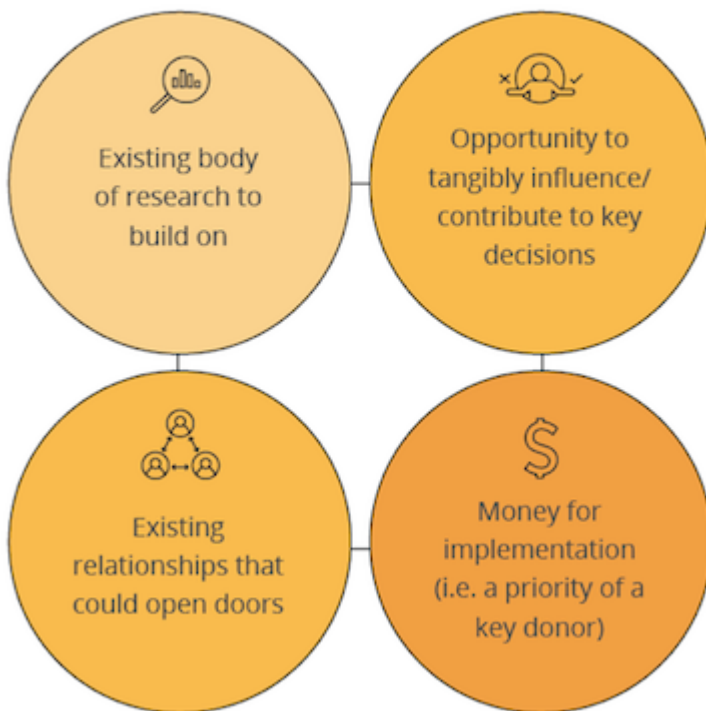 Existing body
of research to
build on
Opportunity to
tangibly influence/
contribute to key
decisions
Existing
relationships that
could open doors
$
Money for
implementation
(i.e. a priority of a
key donor)